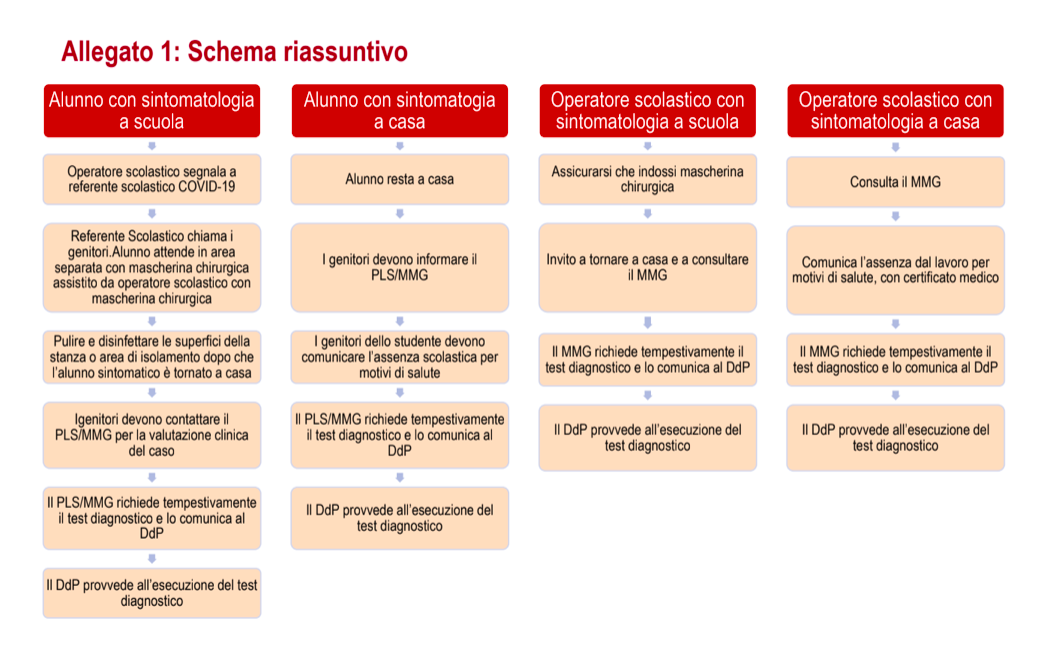 Allegato 1: Schema riassuntivo
Alunno con sintomatologia
a scuola
Operatore scolastico segnala a
referente scolastico COVID-19
Referente Scolastico chiama i
genitori.Alunno attende in area
separata con mascherina chirurgica
assistito da operatore scolastico con
mascherina chirurgica
Pulire e disinfettare le superfici della
stanza o area di isolamento dopo che
l'alunno sintomatico è tornato a casa
Igenitori devono contattare il
PLS/MMG per la valutazione clinica
del caso
Il PLS/MMG richiede tempestivamente
il test diagnostico e lo comunica al
DdP
Il DdP provvede all'esecuzione del test
diagnostico
Alunno con sintomatogia
a casa
Alunno resta a casa
I genitori devono informare il
PLS/MMG
I genitori dello studente devono
comunicare l'assenza scolastica per
motivi di salute
Il PLS/MMG richiede tempestivamente
il test diagnostico e lo comunica al
DdP
Il DdP provvede all'esecuzione del
test diagnostico
Operatore scolastico con
sintomatologia a scuola
Assicurarsi che indossi mascherina
chirurgica
Invito a tornare a casa e a consultare
il MMG
Il MMG richiede tempestivamente il
test diagnostico e lo comunica al DdP
Il DdP provvede all'esecuzione del
test diagnostico
Operatore scolastico con
sintomatologia a casa
Consulta il MMG
Comunica l'assenza dal lavoro per
motivi di salute, con certificato medico
Il MMG richiede tempestivamente il
test diagnostico e lo comunica al DdP
Il DdP provvede all'esecuzione del
test diagnostico